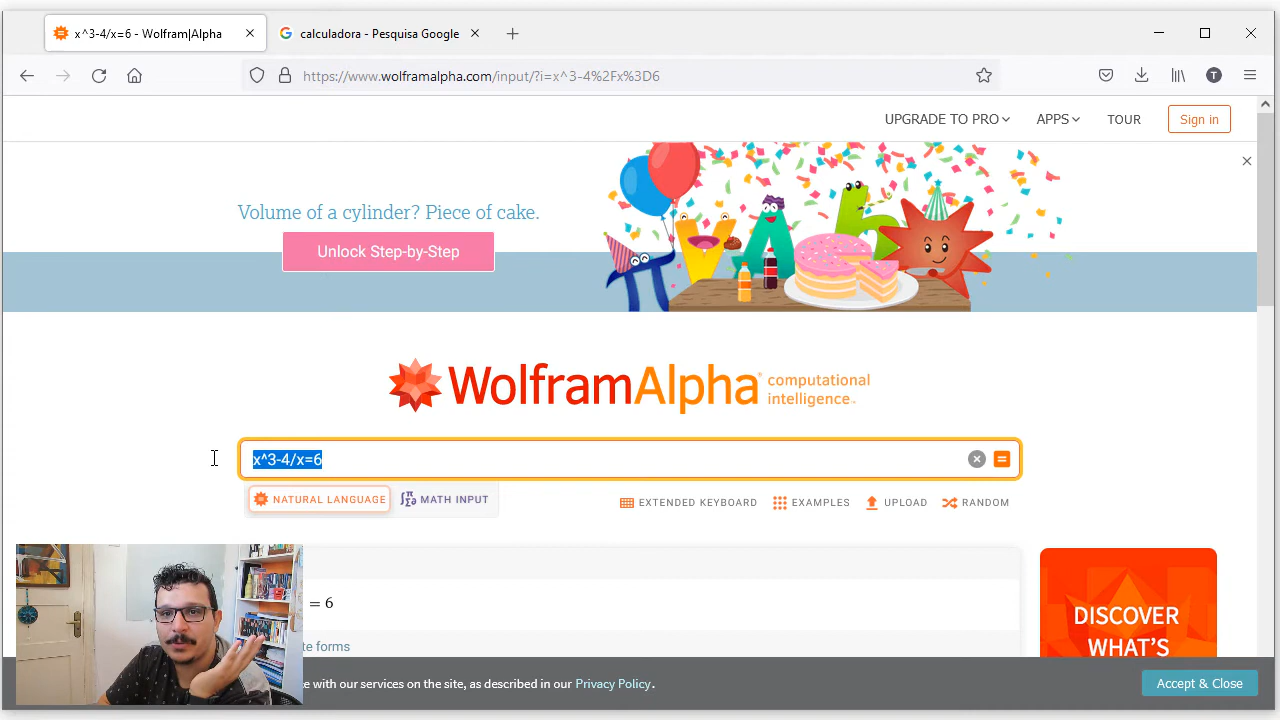 x^3-4/x=6 - Wolfram|Alpha
calculadora - Pesquisa Google
https://www.wolframalpha.com/input/?i=x^3-4%2Fx%3D6
T
UPGRADE TO PRO
APPS
TOUR
Sign in
Volume of a cylinder? Piece of cake.
Unlock Step-by-Step
WolframAlpha
computational
intelligence™
x^3-4/x=6
NATURAL LANGUAGE
MATH INPUT
EXTENDED KEYBOARD
EXAMPLES
UPLOAD
RANDOM
= 6
te forms
DISCOVER
WHAT'S
e with our services on the site, as described in our Privacy Policy.
Accept & Close